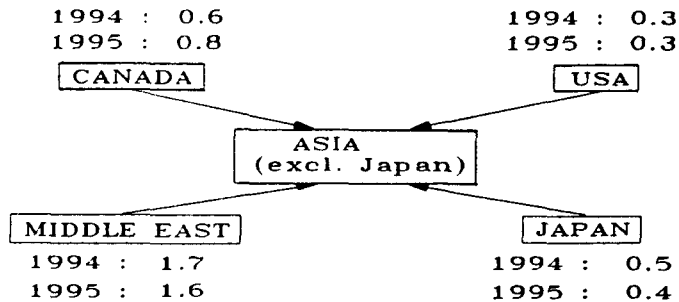 1994 : 0.6
1995 : 0.8
CANADA
1994 : 0.3
1995 : 0.3
USA
ASIA
(excl. Japan)
MIDDLE EAST
1994 : 1.7
1995 : 1.6
JAPAN
1994 : 0.5
1995 : 0.4